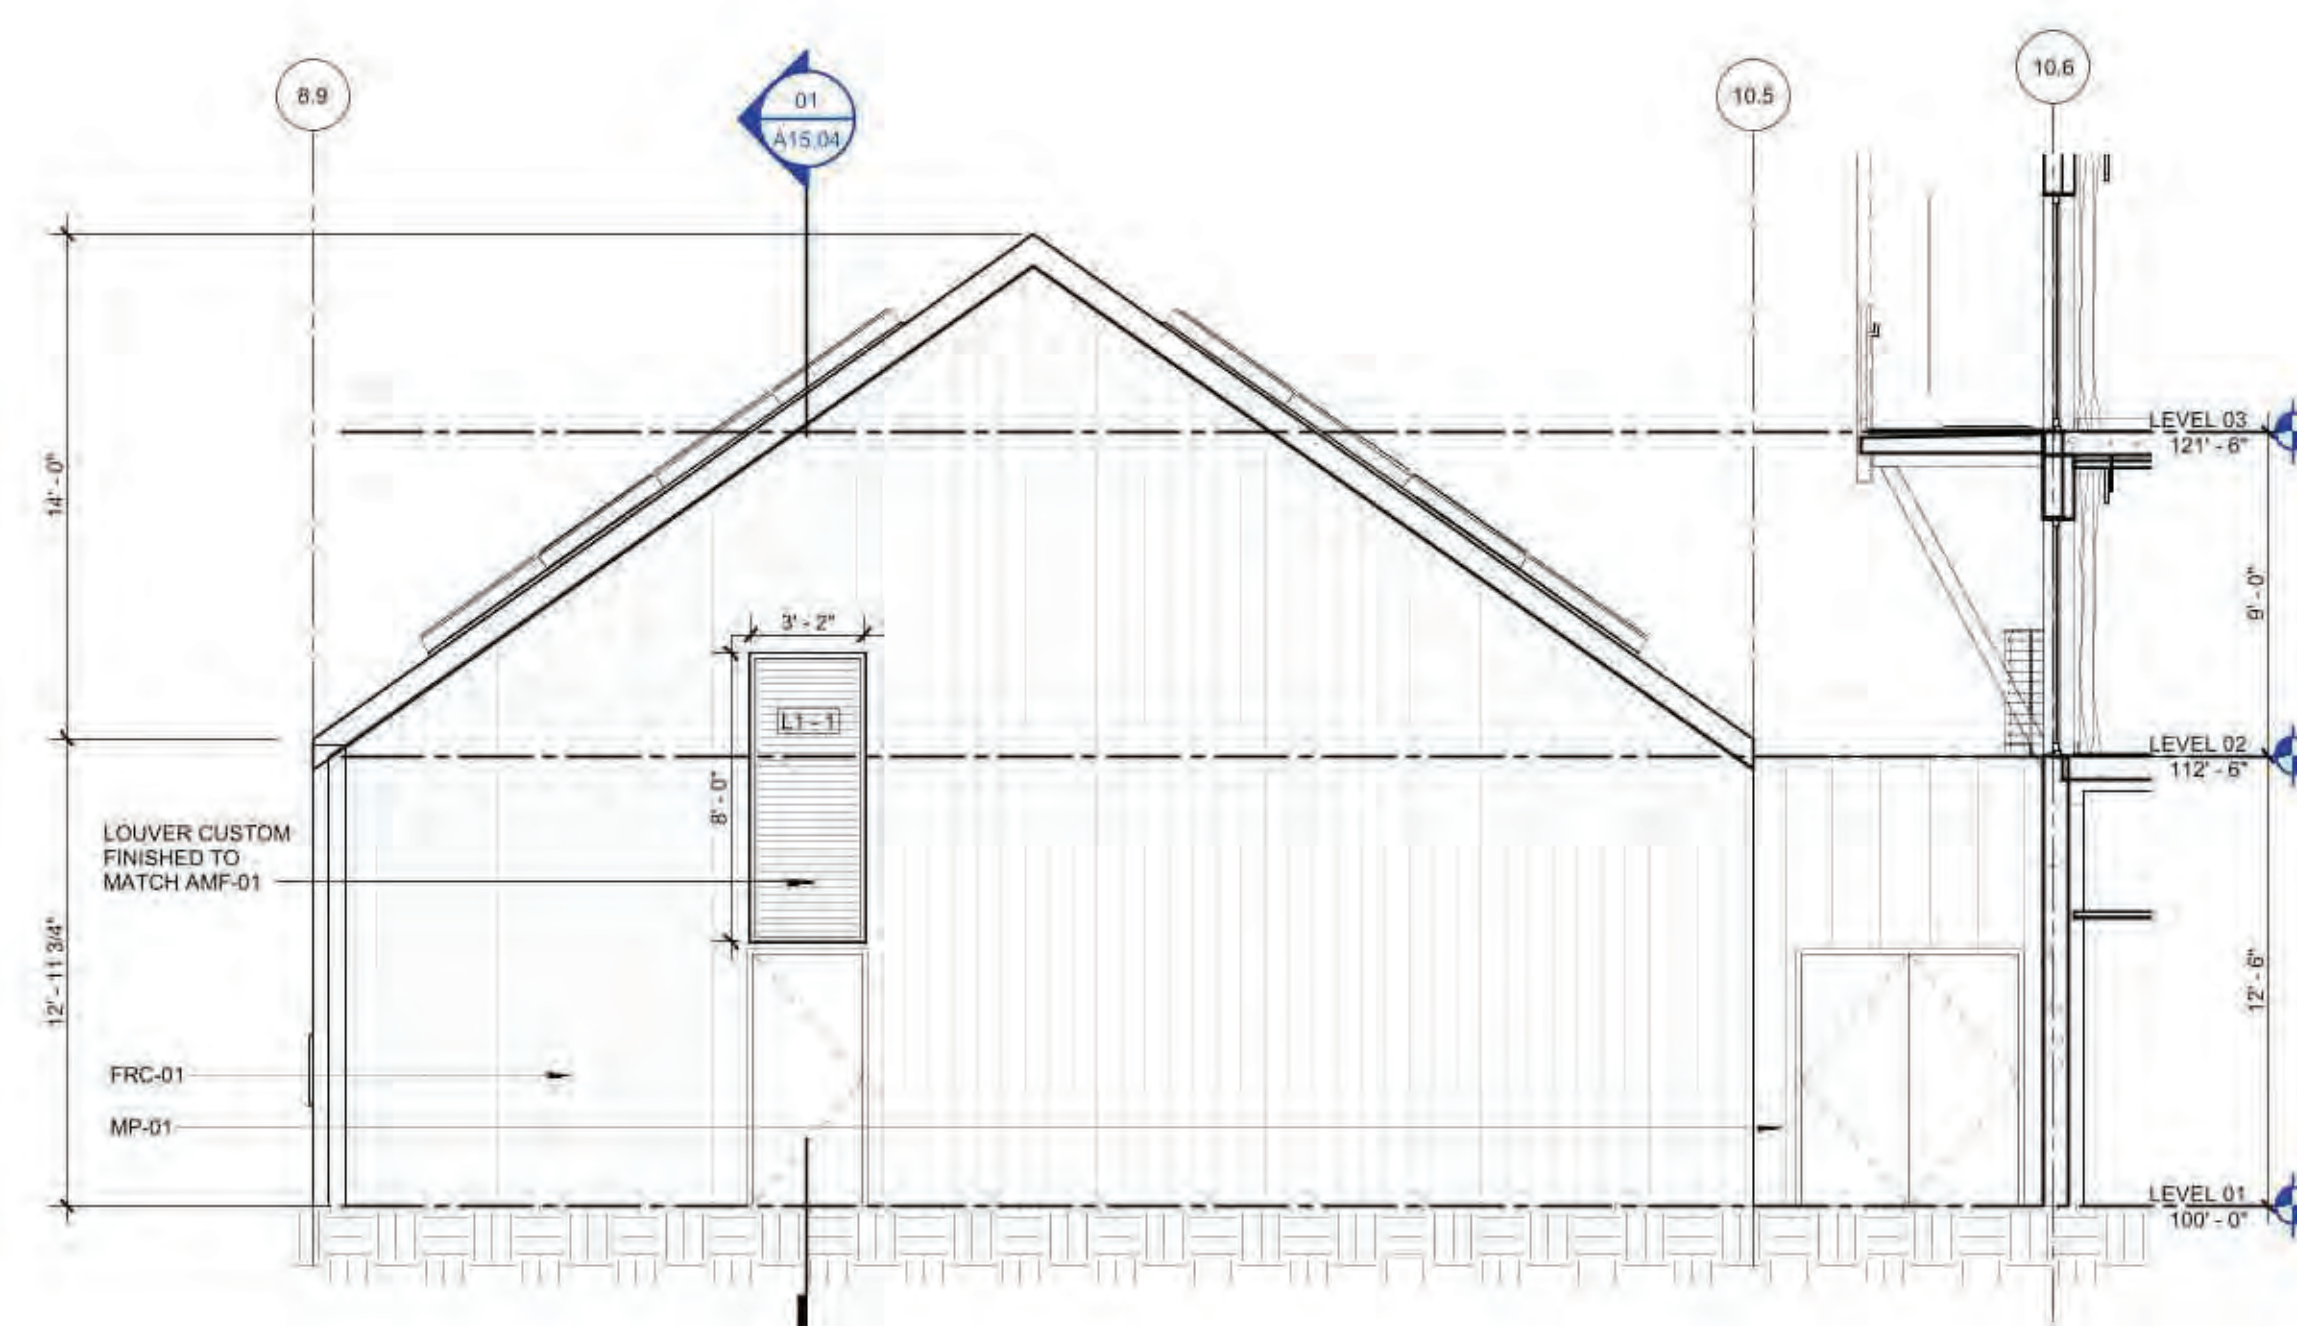 8.9
01
A15.04
10.5
10.6
14' - 0"
LEVEL 03
121' - 6"
9' - 0"
3' - 2"
L1 - 1
8' - 0"
LEVEL 02
112' - 6"
LOUVER CUSTOM
FINISHED TO
MATCH AMF-01
12' - 11 3/4"
12' - 6"
FRC-01
MP-01
LEVEL 01
100' - 0"